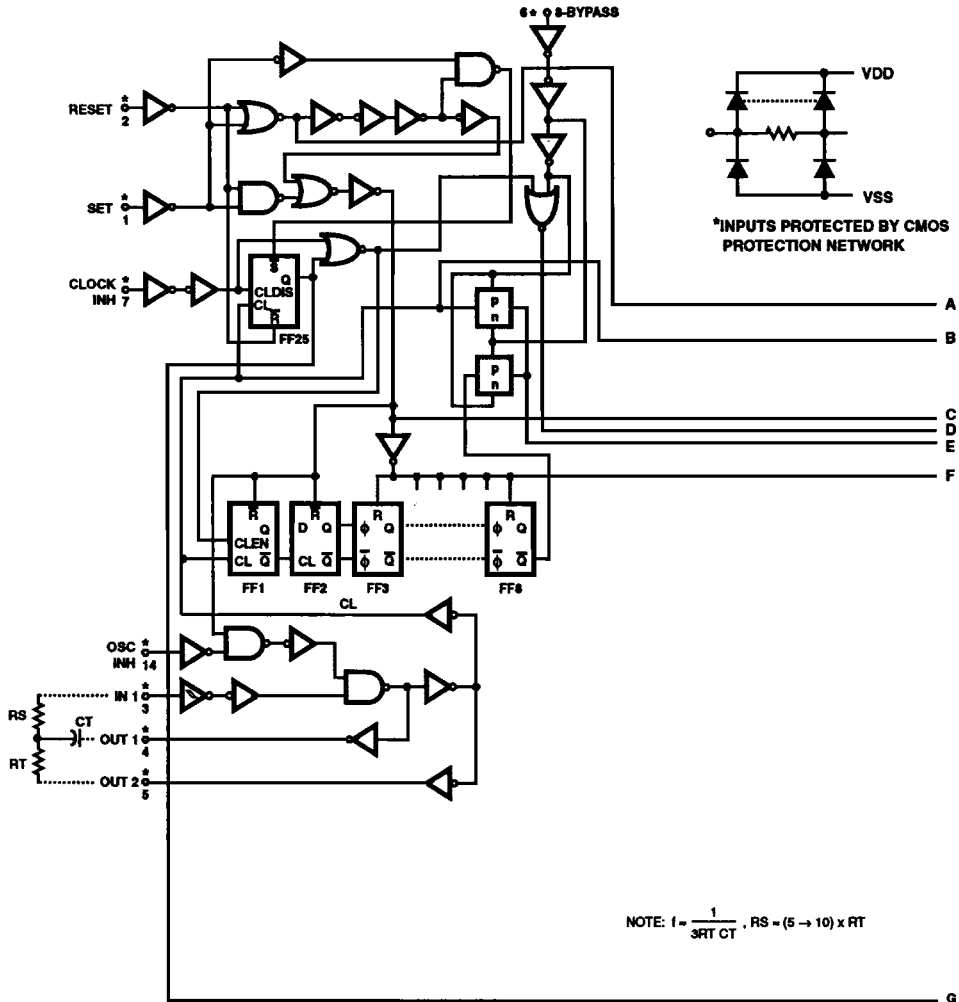 6 * 8-BYPASS
VDD
VSS
*INPUTS PROTECTED BY CMOS
PROTECTION NETWORK
RESET * 2
SET * 1
CLOCK * INH 7
S
Q
CLDIS
CL
R
FF25
p
n
p
n
A
B
C
D
E
F
R
Q
CLEN
CL Q
FF1
R
D Q
CL Q
FF2
R
ϕ Q
ϕ Q
FF3
R
ϕ Q
ϕ Q
FF8
CL
OSC * INH 14
IN 1 * 3
RS
CT
OUT 1 * 4
RT
OUT 2 * 5
NOTE: f = 1 / 3RT CT , RS = (5 → 10) x RT
G